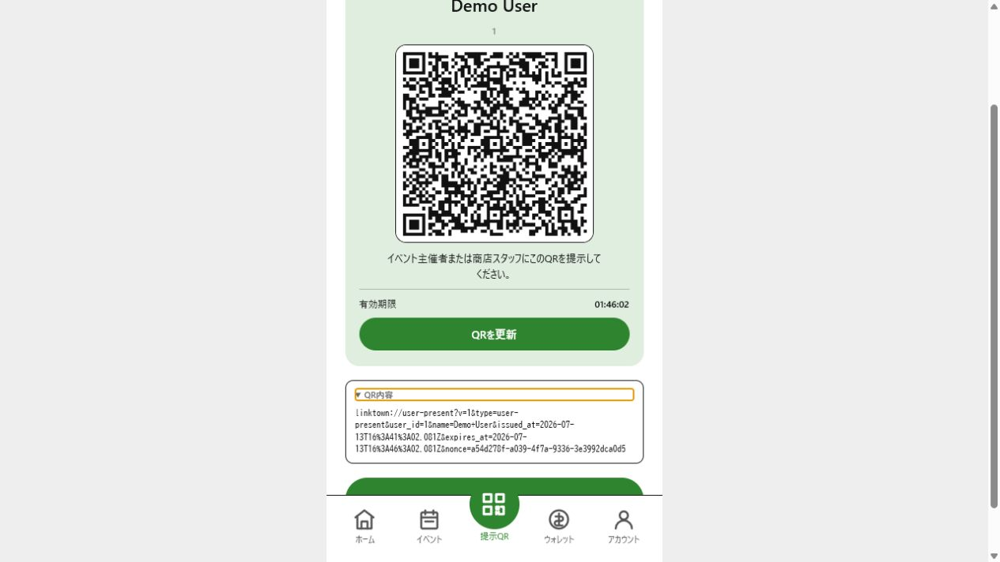 Demo User
1
イベント主催者または商店スタッフにこのQRを提示して
ください。
有効期限 01:46:02
QRを更新
▼ QR内容
linktown://user-present?v=1&type=user-
present&user_id=1&name=Demo+User&issued_at=2026-07-
13T16%3A41%3A02.081Z&expires_at=2026-07-
13T16%3A46%3A02.081Z&nonce=a54d278f-a039-4f7a-9336-3e3992dca0d5
ホーム イベント 提示QR ウォレット アカウント